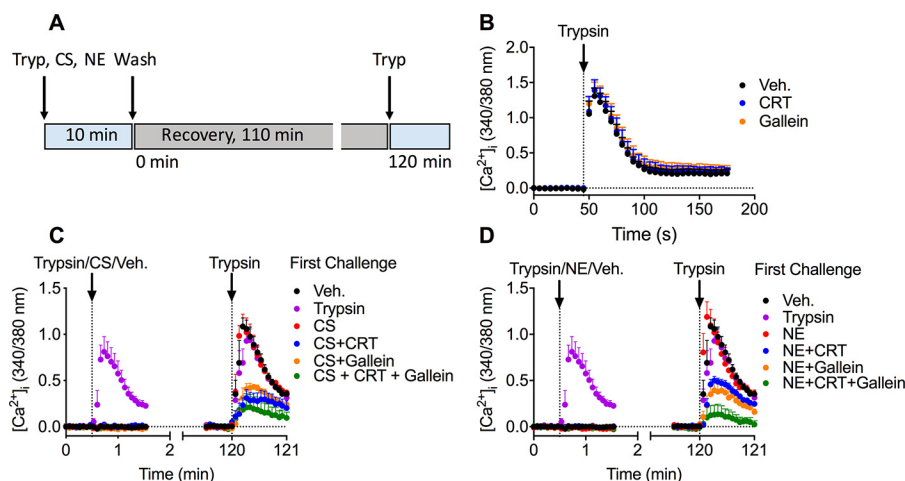 A
Tryp, CS, NE Wash
Tryp
10 min
Recovery, 110 min
0 min
120 min
B
Trypsin
[Ca2+]i (340/380 nm)
2.0
1.5
1.0
0.5
0.0
0 50 100 150 200
Time (s)
Veh.
CRT
Gallein
C
Trypsin/CS/Veh.
Trypsin
First Challenge
Veh.
Trypsin
CS
CS+CRT
CS+Gallein
CS + CRT + Gallein
[Ca2+]i (340/380 nm)
1.5
1.0
0.5
0.0
0 1 2 120 121
Time (min)
D
Trypsin/NE/Veh.
Trypsin
First Challenge
Veh.
Trypsin
NE
NE+CRT
NE+Gallein
NE+CRT+Gallein
[Ca2+]i (340/380 nm)
1.5
1.0
0.5
0.0
0 1 2 120 121
Time (min)